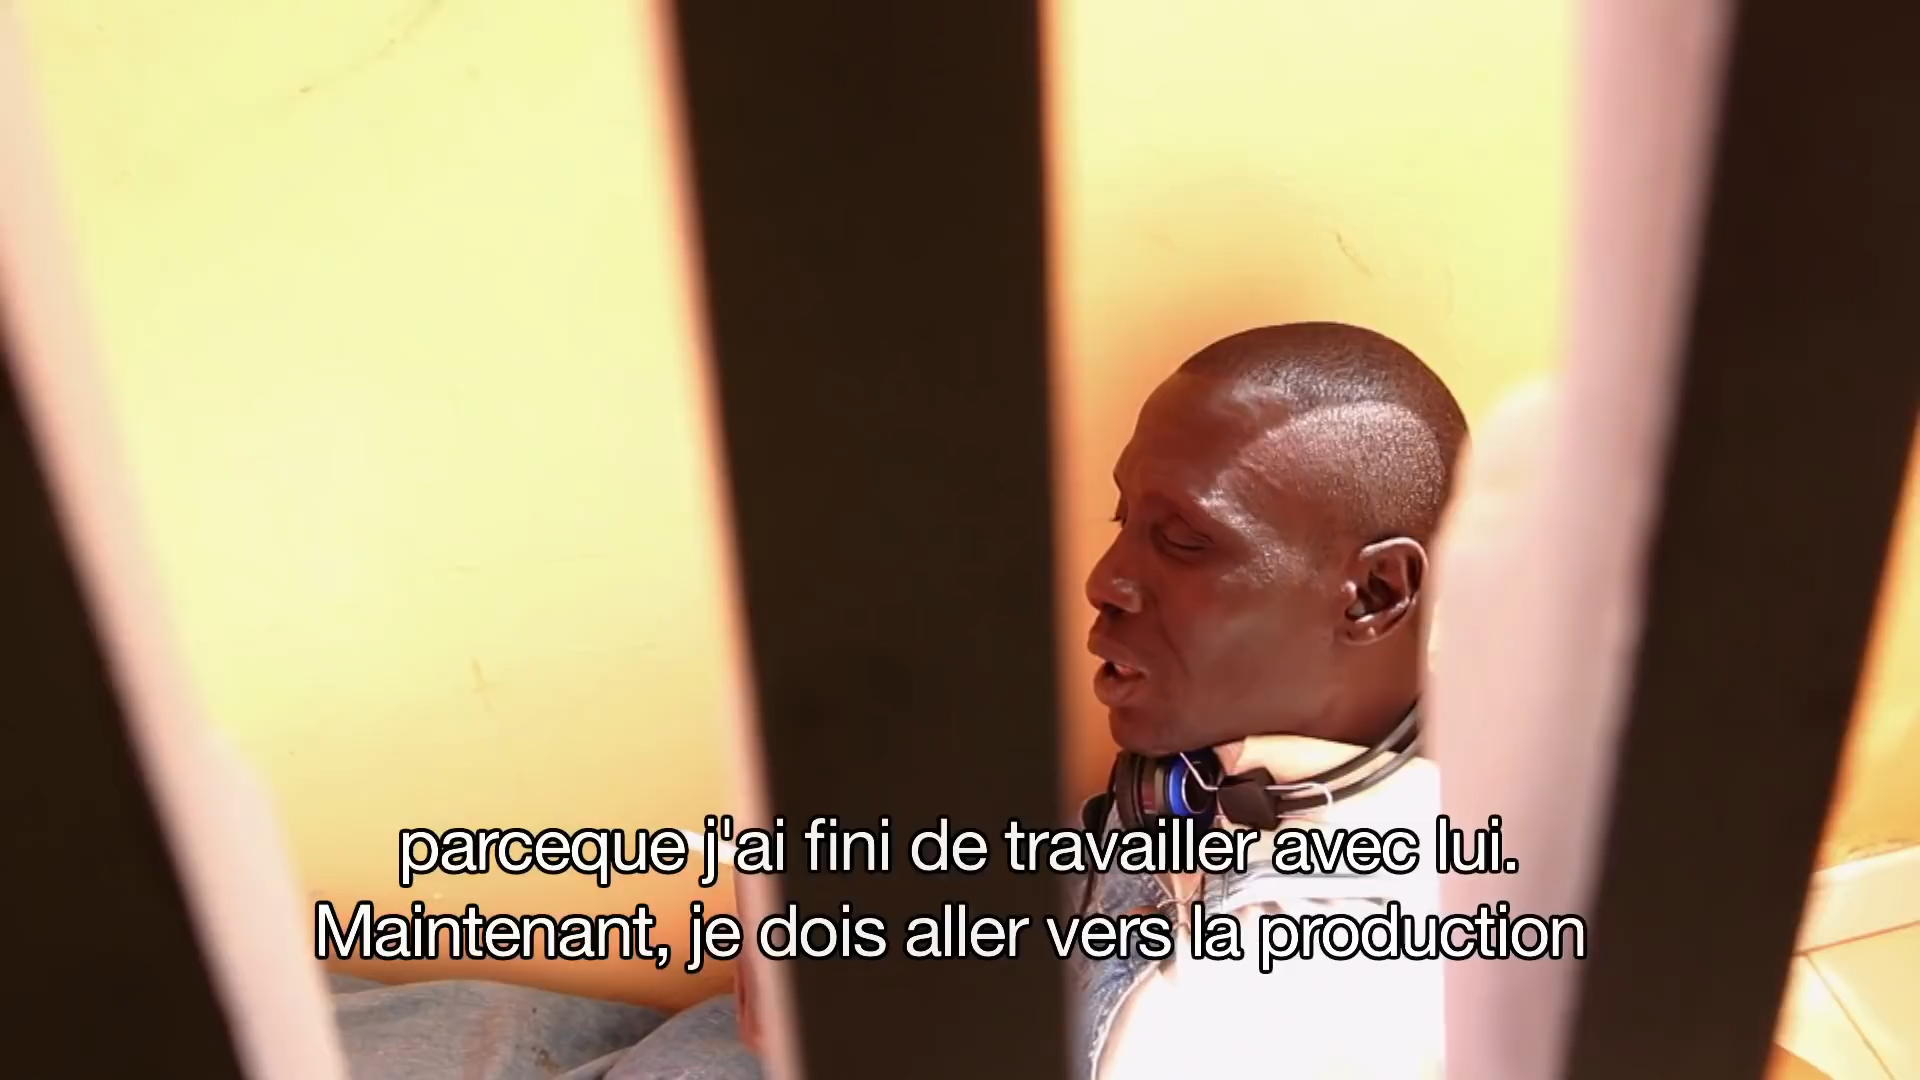 parceque j'ai fini de travailler avec lui.
Maintenant, je dois aller vers la production